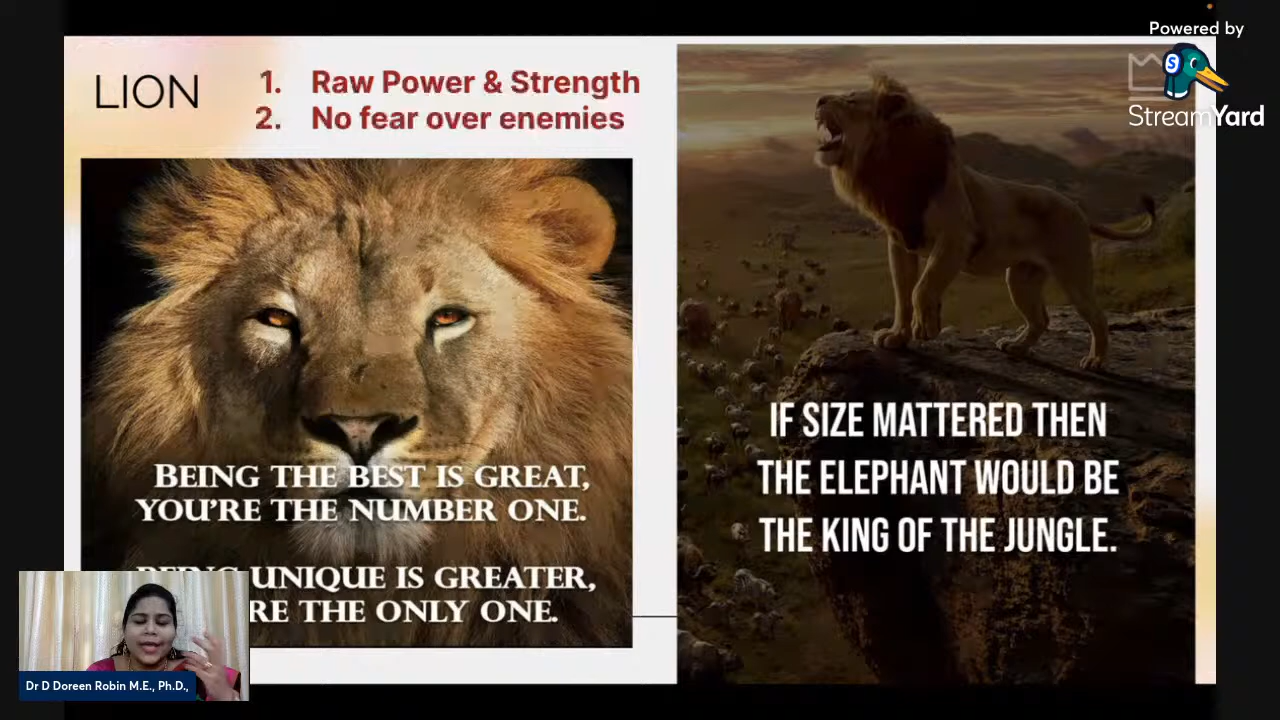 Powered by
StreamYard
LION
1. Raw Power & Strength
2. No fear over enemies
BEING THE BEST IS GREAT,
YOU'RE THE NUMBER ONE.
UNIQUE IS GREATER,
RE THE ONLY ONE.
IF SIZE MATTERED THEN
THE ELEPHANT WOULD BE
THE KING OF THE JUNGLE.
Dr D Doreen Robin M.E., Ph.D.,